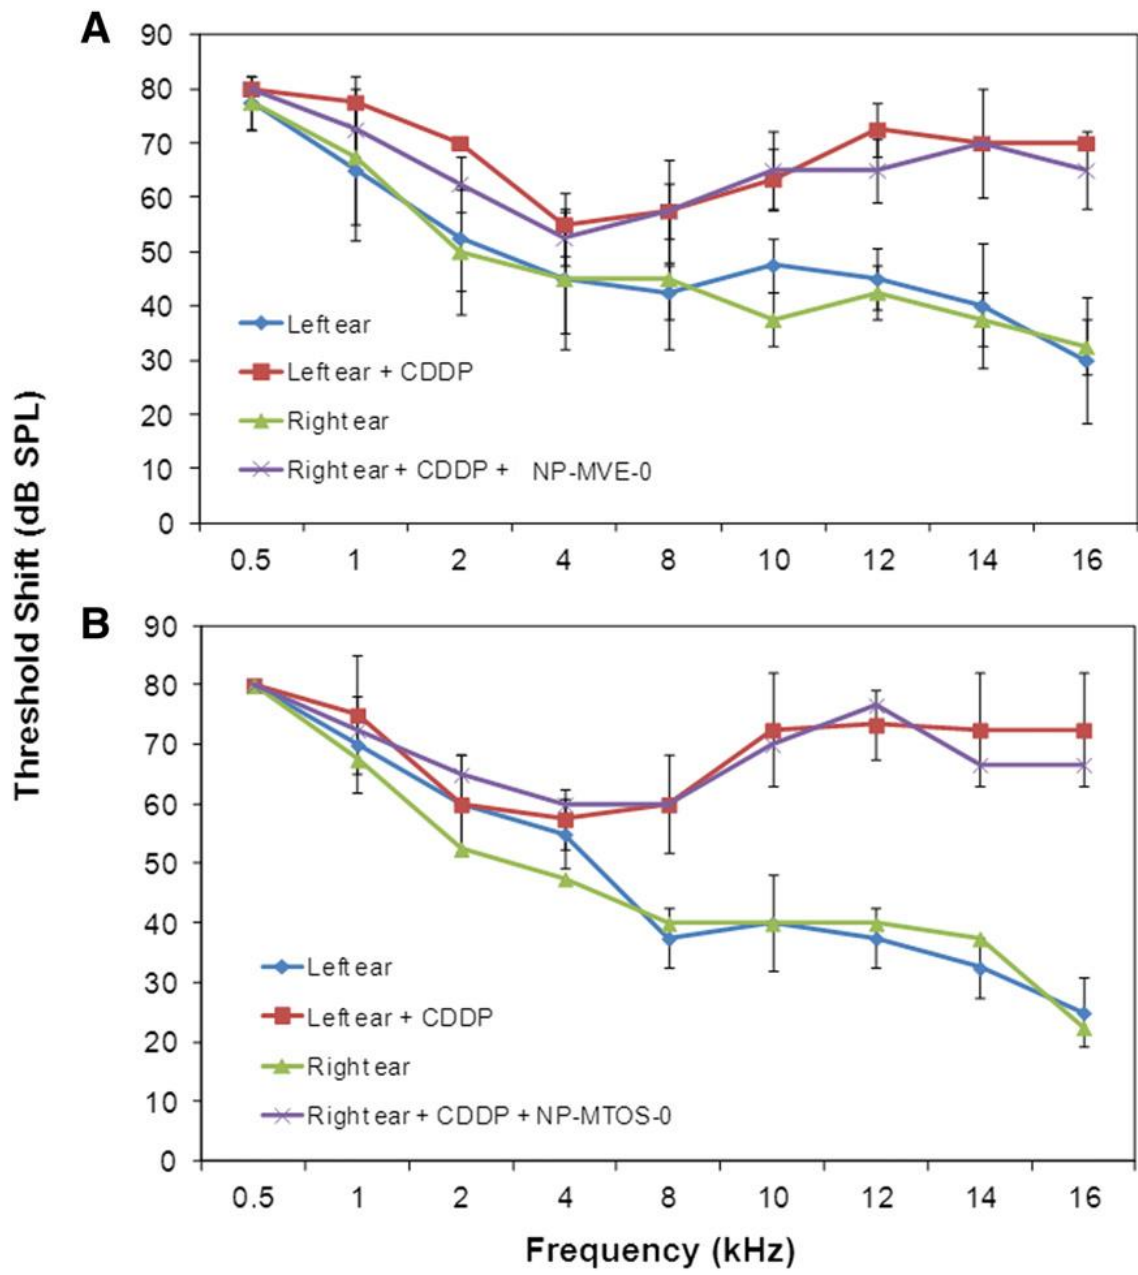 A
90
80
70
60
50
40
30
20
10
0
Left ear
Left ear + CDDP
Right ear
Right ear + CDDP + NP-MVE-0
0.5 1 2 4 8 10 12 14 16
Threshold Shift (dB SPL)
B
90
80
70
60
50
40
30
20
10
0
Left ear
Left ear + CDDP
Right ear
Right ear + CDDP + NP-MTOS-0
0.5 1 2 4 8 10 12 14 16
Frequency (kHz)